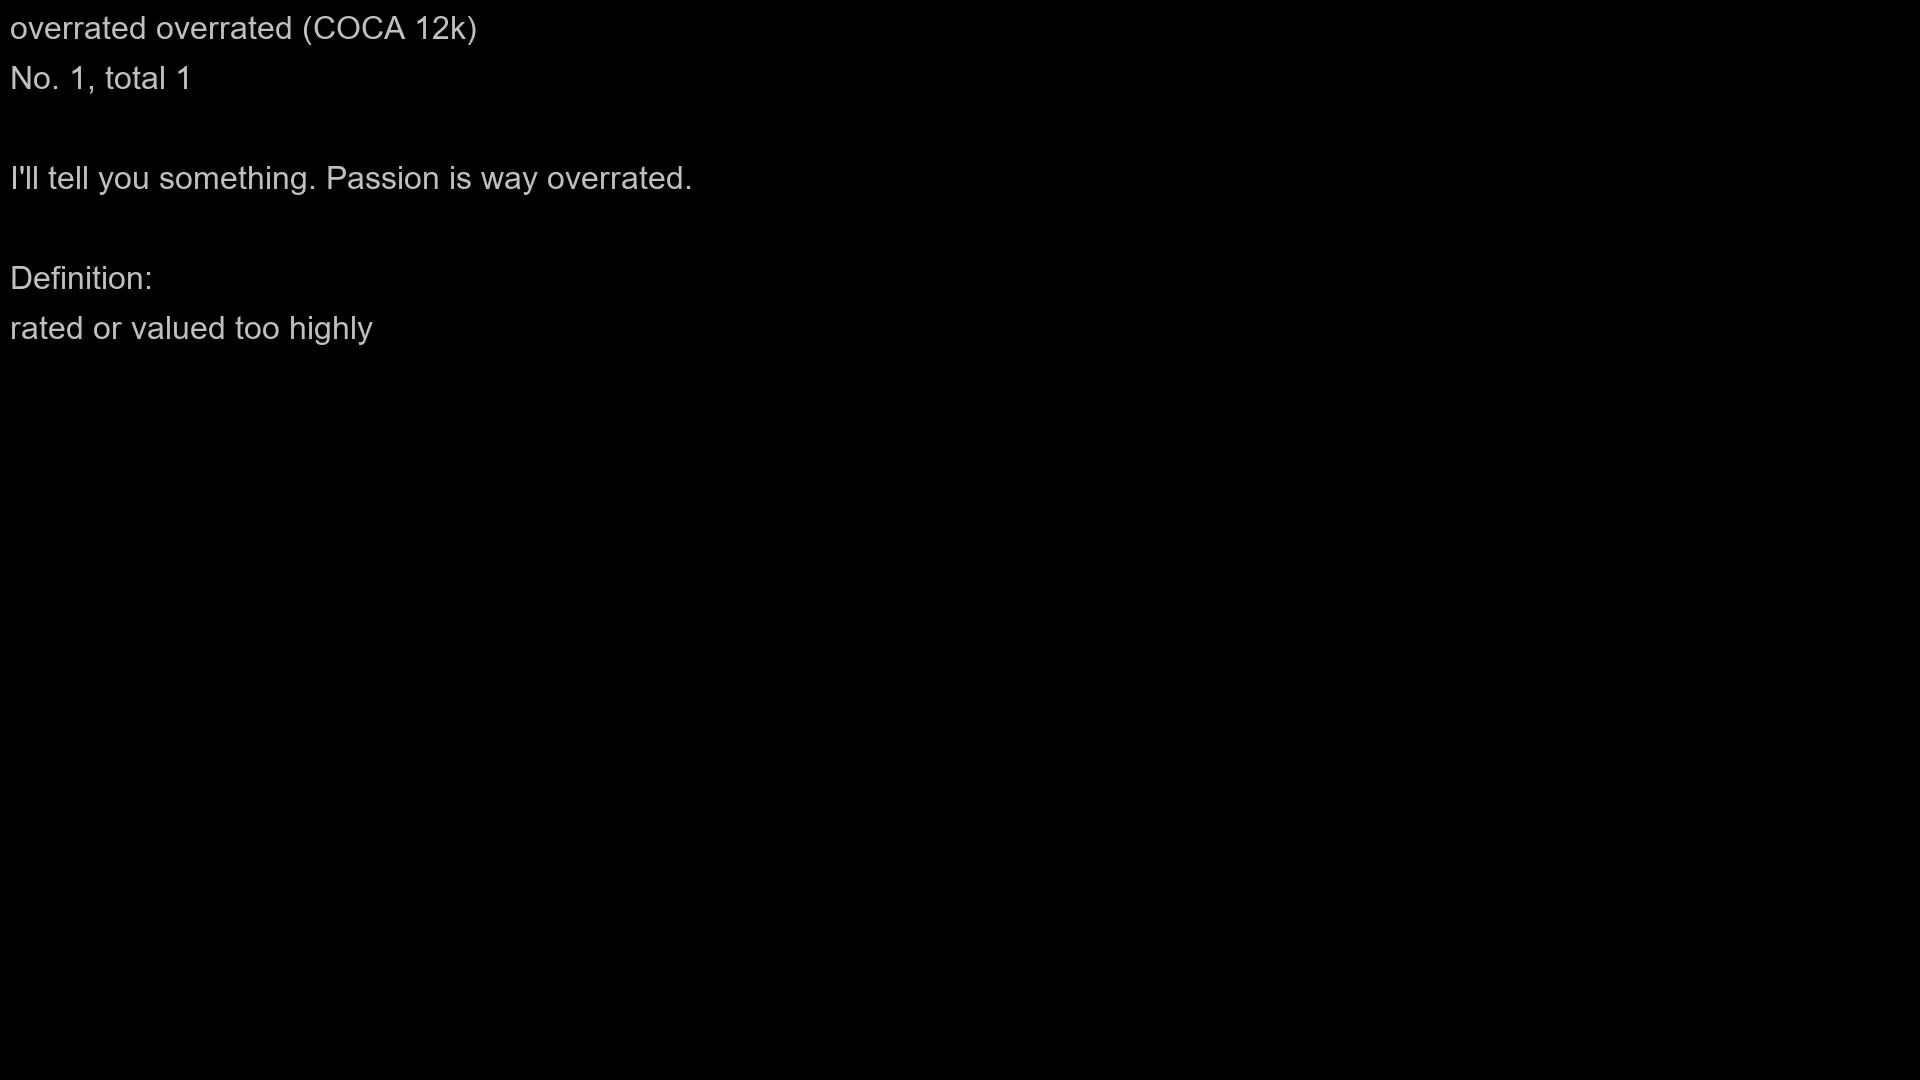 overrated overrated (COCA 12k)
No. 1, total 1
I'll tell you something. Passion is way overrated.
Definition:
rated or valued too highly